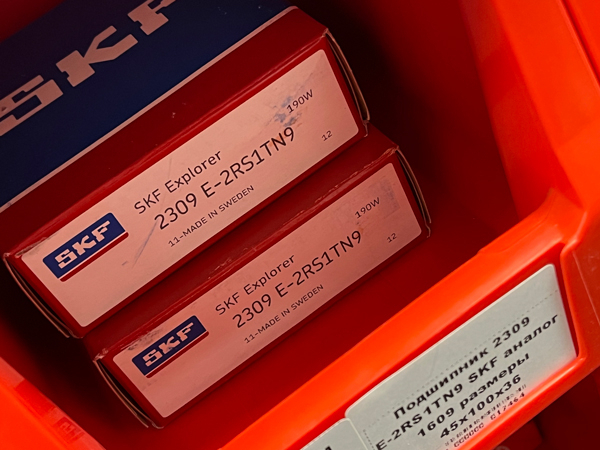 SKF
190W
SKF Explorer
2309 E-2RS1TN9
12
11-MADE IN SWEDEN
SKF
190W
SKF Explorer
2309 E-2RS1TN9
12
11-MADE IN SWEDEN
SKF
Подшипник 2309
E-2RS1TN9 SKF аналог
1609 размеры
45x100x36